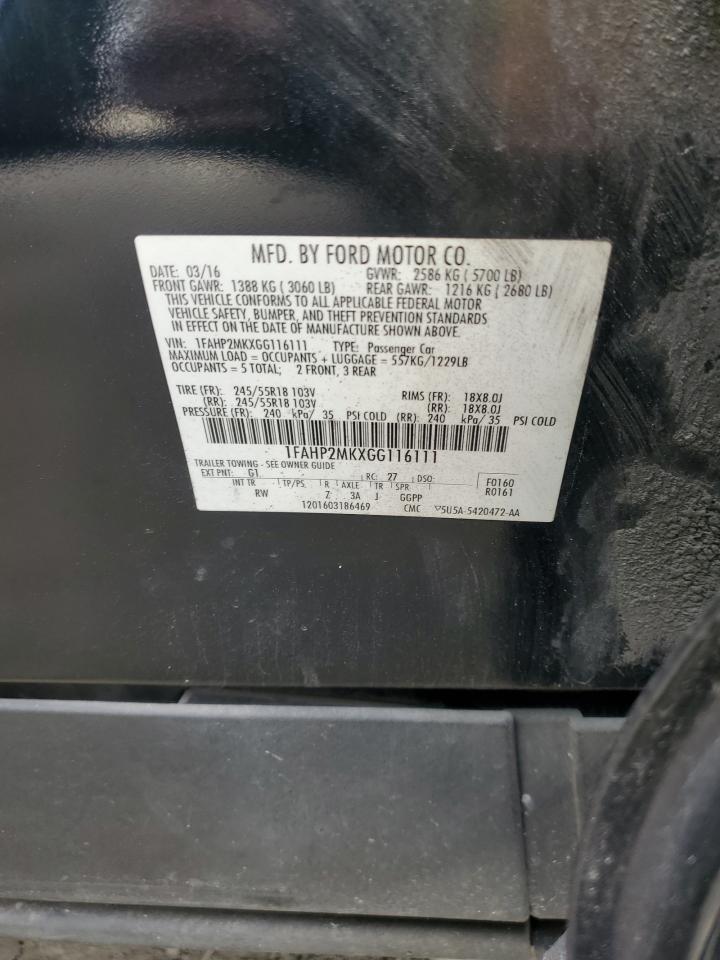 MFD. BY FORD MOTOR CO.
DATE: 03/16 GVWR: 2586 KG ( 5700 LB)
FRONT GAWR: 1388 KG ( 3060 LB) REAR GAWR: 1216 KG ( 2680 LB)
THIS VEHICLE CONFORMS TO ALL APPLICABLE FEDERAL MOTOR
VEHICLE SAFETY, BUMPER, AND THEFT PREVENTION STANDARDS
IN EFFECT ON THE DATE OF MANUFACTURE SHOWN ABOVE.
VIN: 1FAHP2MKXGG116111 TYPE: Passenger Car
MAXIMUM LOAD = OCCUPANTS + LUGGAGE = 557KG/1229LB
OCCUPANTS = 5 TOTAL; 2 FRONT, 3 REAR
TIRE (FR): 245/55R18 103V RIMS (FR): 18X8.0J
(RR): 245/55R18 103V (RR): 18X8.0J
PRESSURE (FR): 240 kPa/ 35 PSI COLD (RR): 240 kPa/ 35 PSI COLD
1FAHP2MKXGG116111
TRAILER TOWING - SEE OWNER GUIDE
EXT PNT: G1 RC: 27 DSO: F0160
INT TR TP/PS R AXLE TR SPR R0161
RW Z 3A J GGPP
1201603186469 CMC 5U5A-5420472-AA